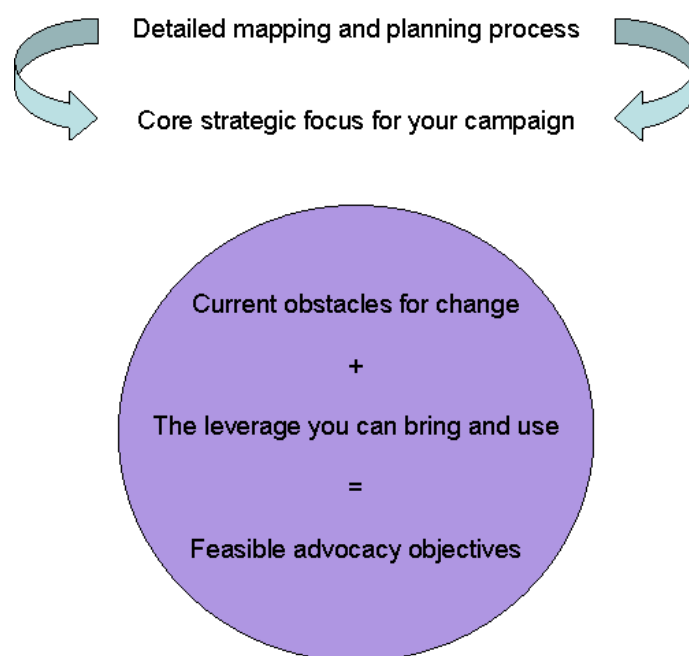 Detailed mapping and planning process
Core strategic focus for your campaign
Current obstacles for change
+
The leverage you can bring and use
=
Feasible advocacy objectives